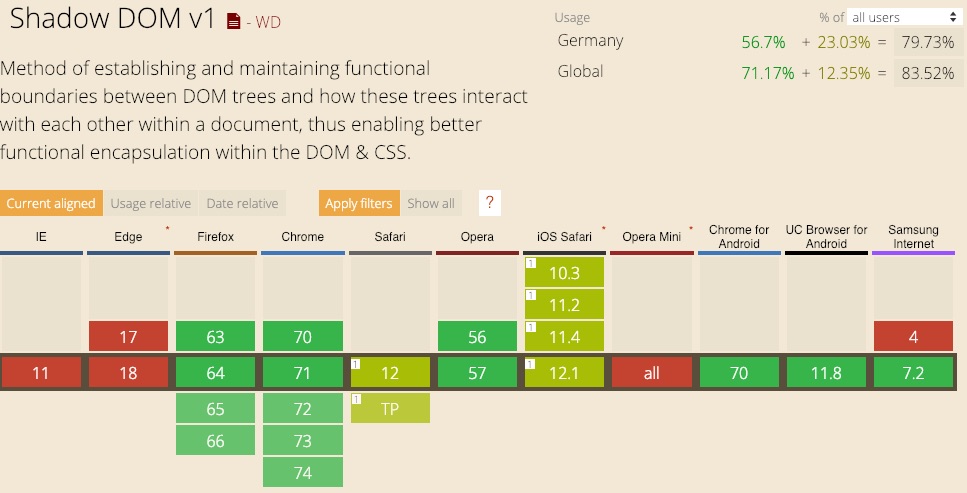 Shadow DOM v1 - WD
Usage % of all users
Germany 56.7% + 23.03% = 79.73%
Global 71.17% + 12.35% = 83.52%
Method of establishing and maintaining functional
boundaries between DOM trees and how these trees interact
with each other within a document, thus enabling better
functional encapsulation within the DOM & CSS.
Current aligned Usage relative Date relative Apply filters Show all ?
IE Edge * Firefox Chrome Safari Opera iOS Safari * Opera Mini * Chrome for Android UC Browser for Android Samsung Internet
1 10.3
1 11.2
17 63 70 56 1 11.4 4
11 18 64 71 1 12 57 1 12.1 all 70 11.8 7.2
65 72 1 TP
66 73
74